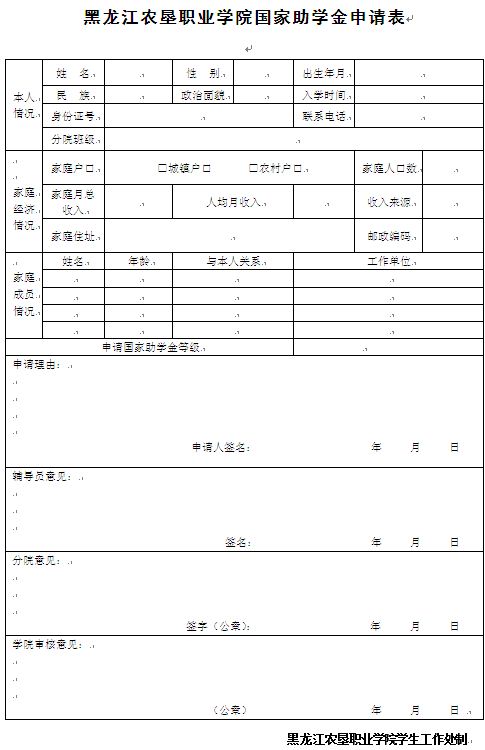 黑龙江农垦职业学院国家助学金申请表
本人情况
姓 名 性 别 出生年月
民 族 政治面貌 入学时间
身份证号 联系电话
分院班级
家庭经济情况
家庭户口 □城镇户口 □农村户口 家庭人口数
家庭月总收入 人均月收入 收入来源
家庭住址 邮政编码
家庭成员情况
姓名 年龄 与本人关系 工作单位
申请国家助学金等级
申请理由：
申请人签名： 年 月 日
辅导员意见：
签名： 年 月 日
分院意见：
签字（公章）： 年 月 日
学院审核意见：
（公章） 年 月 日
黑龙江农垦职业学院学生工作处制